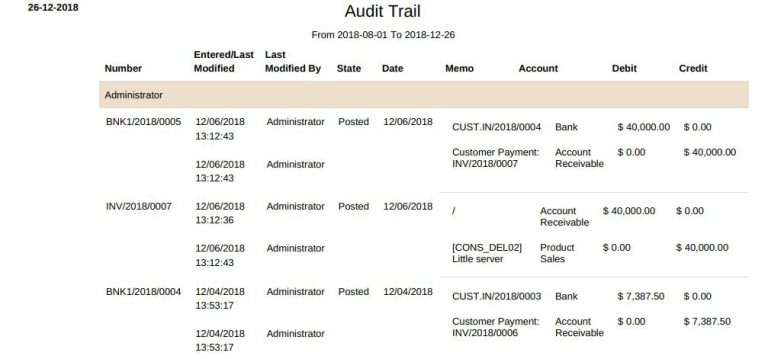 26-12-2018
Audit Trail
From 2018-08-01 To 2018-12-26
Number Entered/Last Modified Last Modified By State Date Memo Account Debit Credit
Administrator
BNK1/2018/0005 12/06/2018 Administrator Posted 12/06/2018 CUST.IN/2018/0004 Bank $ 40,000.00 $ 0.00
13:12:43
12/06/2018 Administrator Customer Payment: Account $ 0.00 $ 40,000.00
13:12:43 INV/2018/0007 Receivable
INV/2018/0007 12/06/2018 Administrator Posted 12/06/2018 / Account $ 40,000.00 $ 0.00
13:12:36 Receivable
12/06/2018 Administrator [CONS_DEL02] Product $ 0.00 $ 40,000.00
13:12:43 Little server Sales
BNK1/2018/0004 12/04/2018 Administrator Posted 12/04/2018 CUST.IN/2018/0003 Bank $ 7,387.50 $ 0.00
13:53:17
12/04/2018 Administrator Customer Payment: Account $ 0.00 $ 7,387.50
13:53:17 INV/2018/0006 Receivable